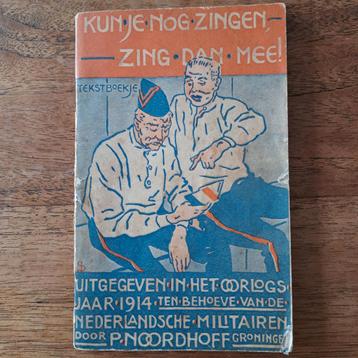 KUN·JE·NOG·ZINGEN,
ZING·DAN·MEE!
TEKSTBOEKJE
UITGEGEVEN·IN·HET·OORLOGS
JAAR·1914·TEN·BEHOEVE·VAN·DE
NEDERLANDSCHE·MILITAIREN
DOOR P.NOORDHOFF GRONINGEN